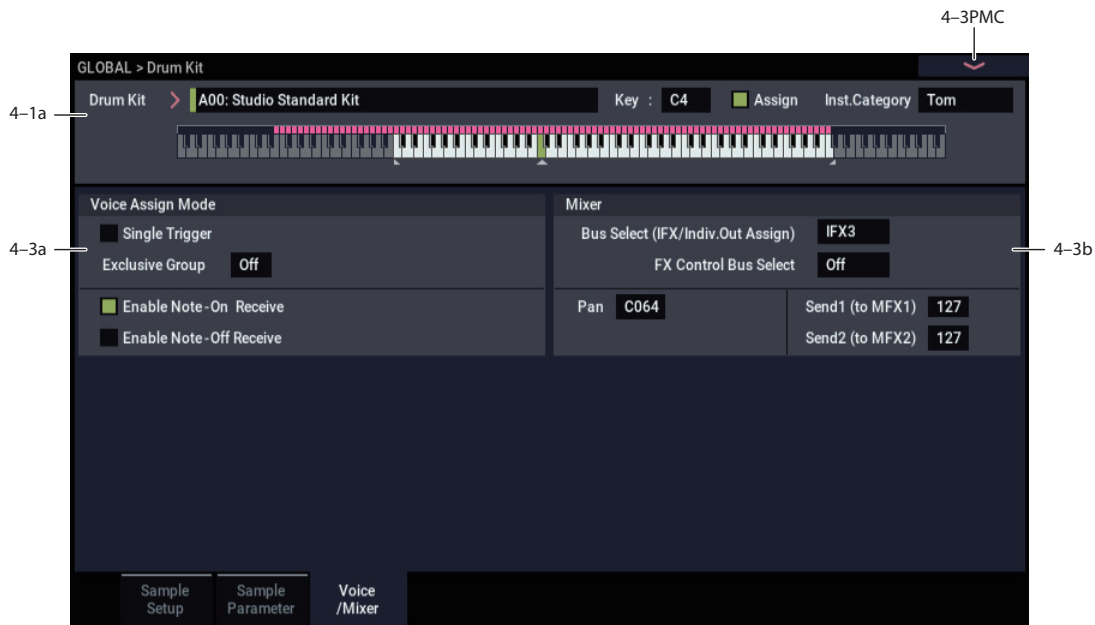 4–3PMC
GLOBAL > Drum Kit
4–1a
Drum Kit A00: Studio Standard Kit Key : C4 Assign Inst.Category Tom
4–3a
Voice Assign Mode
Single Trigger
Exclusive Group Off
Enable Note-On Receive
Enable Note-Off Receive
Mixer
Bus Select (IFX/Indiv.Out Assign) IFX3
FX Control Bus Select Off
Pan C064
Send1 (to MFX1) 127
Send2 (to MFX2) 127
4–3b
Sample Setup
Sample Parameter
Voice /Mixer